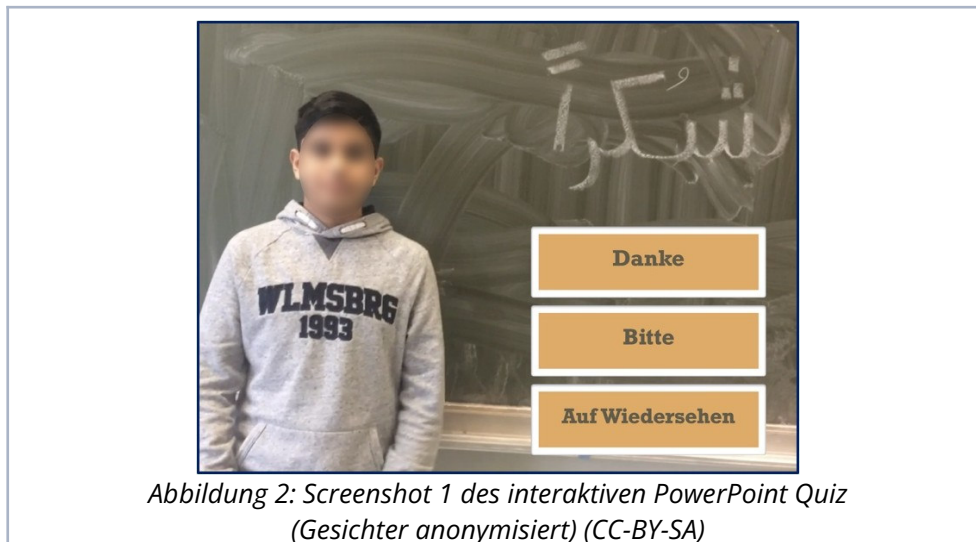 شُكراً
WLMSBRG
1993
Danke
Bitte
Auf Wiedersehen
Abbildung 2: Screenshot 1 des interaktiven PowerPoint Quiz
(Gesichter anonymisiert) (CC-BY-SA)